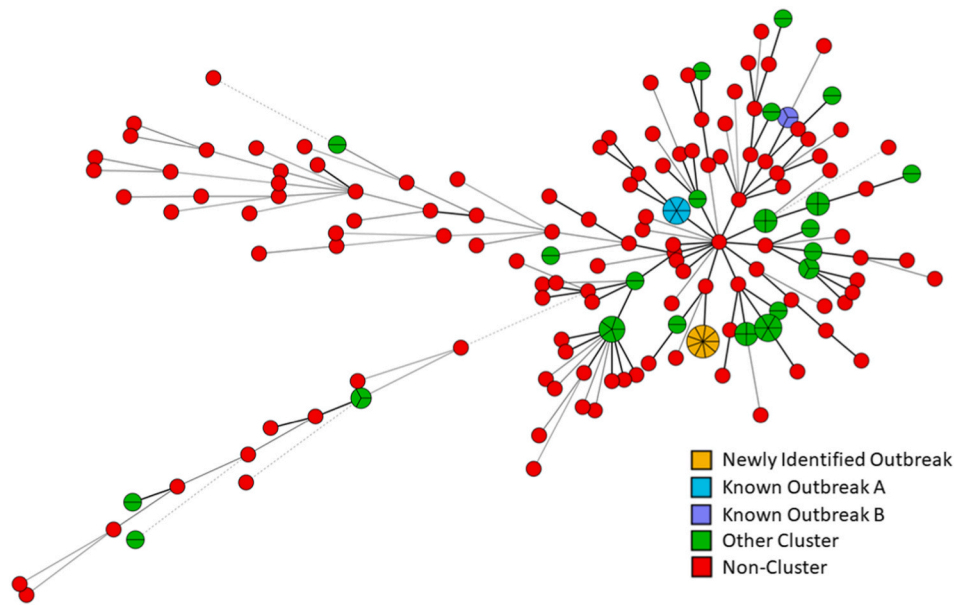 Newly Identified Outbreak
Known Outbreak A
Known Outbreak B
Other Cluster
Non-Cluster